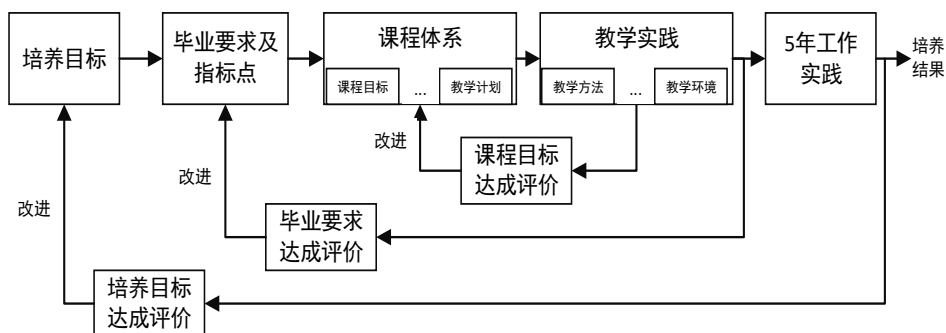 培养目标
毕业要求及
指标点
课程体系
课程目标 ... 教学计划
教学实践
教学方法 ... 教学环境
5年工作
实践
培养
结果
改进
课程目标
达成评价
改进
毕业要求
达成评价
改进
培养目标
达成评价